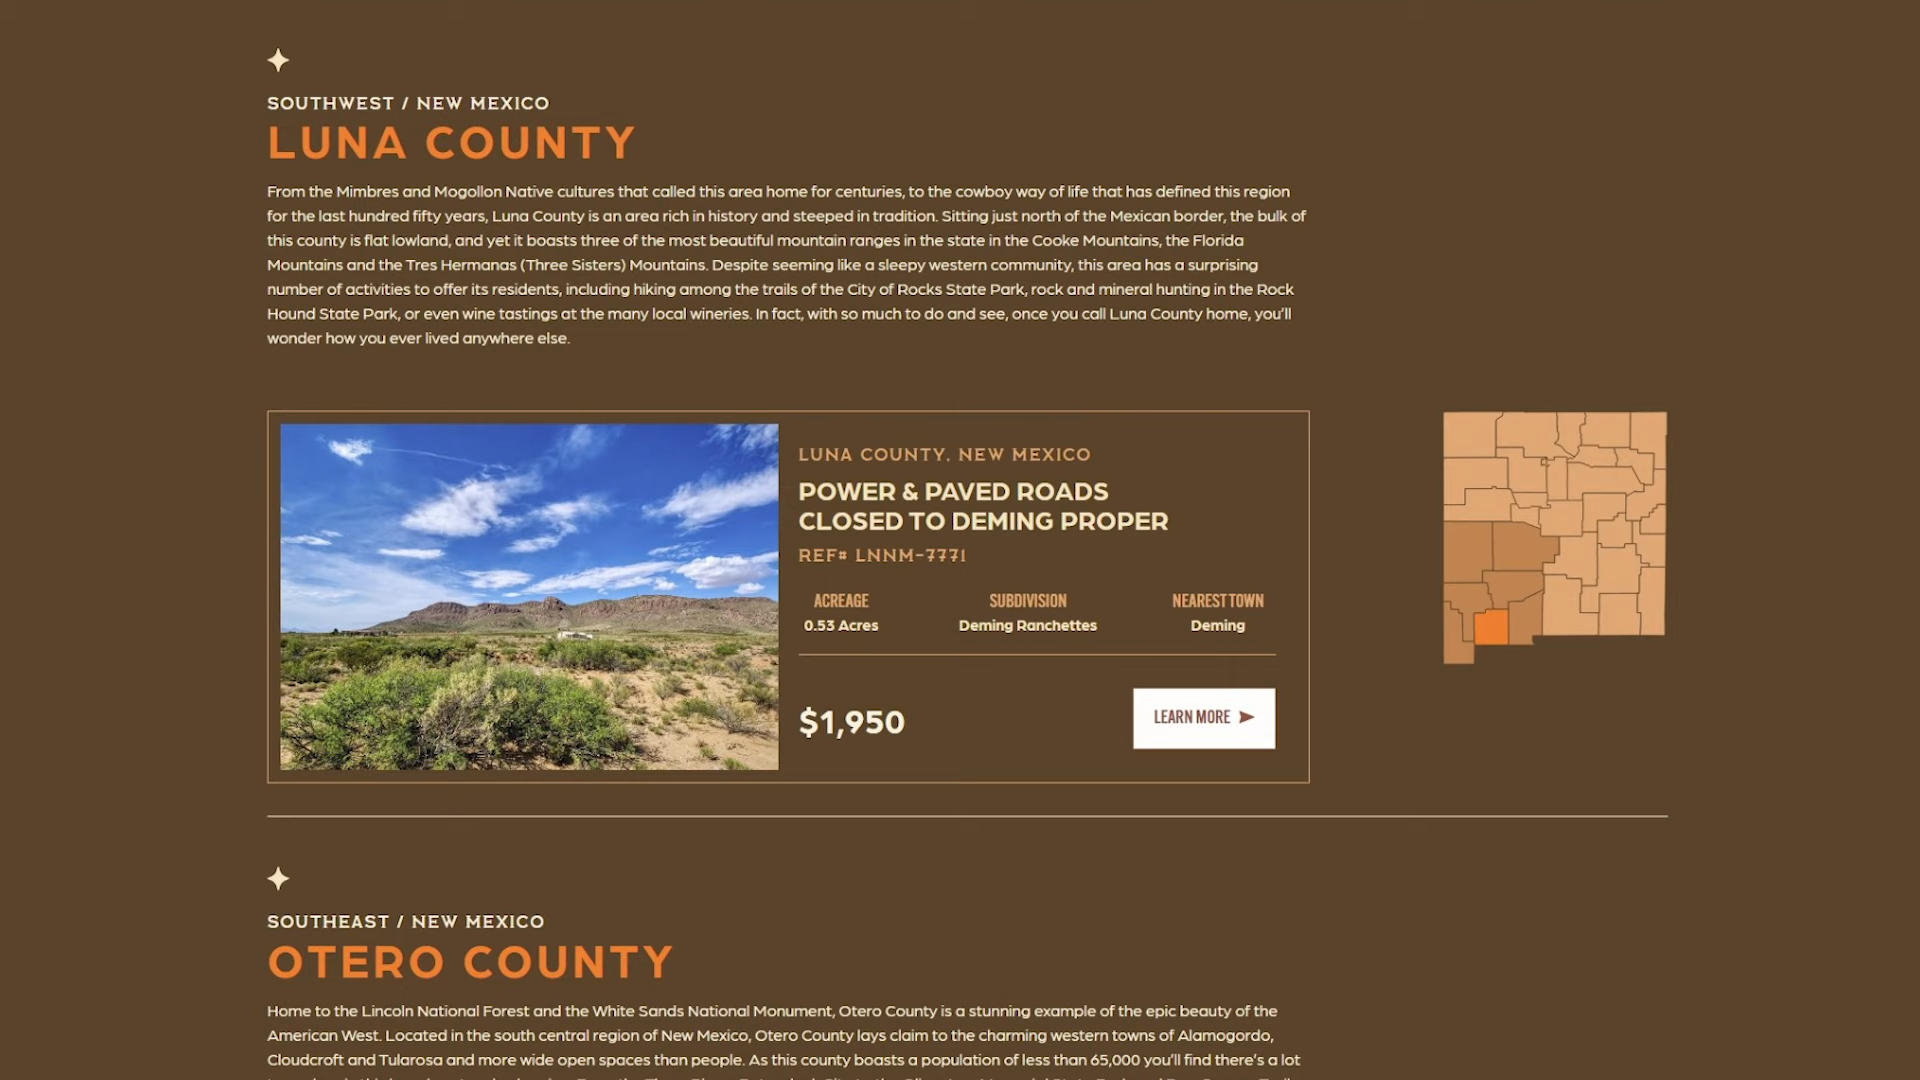 SOUTHWEST / NEW MEXICO
LUNA COUNTY
From the Mimbres and Mogollon Native cultures that called this area home for centuries, to the cowboy way of life that has defined this region
for the last hundred fifty years, Luna County is an area rich in history and steeped in tradition. Sitting just north of the Mexican border, the bulk of
this county is flat lowland, and yet it boasts three of the most beautiful mountain ranges in the state in the Cooke Mountains, the Florida
Mountains and the Tres Hermanas (Three Sisters) Mountains. Despite seeming like a sleepy western community, this area has a surprising
number of activities to offer its residents, including hiking among the trails of the City of Rocks State Park, rock and mineral hunting in the Rock
Hound State Park, or even wine tastings at the many local wineries. In fact, with so much to do and see, once you call Luna County home, you'll
wonder how you ever lived anywhere else.
LUNA COUNTY, NEW MEXICO
POWER & PAVED ROADS
CLOSED TO DEMING PROPER
REF# LNNM-7771
ACREAGE SUBDIVISION NEAREST TOWN
0.53 Acres Deming Ranchettes Deming
$1,950 LEARN MORE
SOUTHEAST / NEW MEXICO
OTERO COUNTY
Home to the Lincoln National Forest and the White Sands National Monument, Otero County is a stunning example of the epic beauty of the
American West. Located in the south central region of New Mexico, Otero County lays claim to the charming western towns of Alamogordo,
Cloudcroft and Tularosa and more wide open spaces than people. As this county boasts a population of less than 65,000 you'll find there's a lot